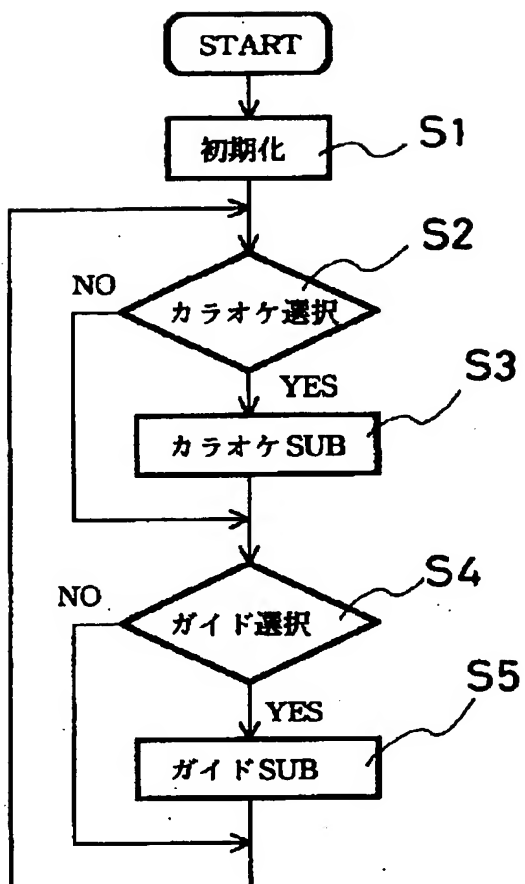 START
初期化
S1
S2
NO
カラオケ選択
YES
S3
カラオケSUB
S4
NO
ガイド選択
S5
YES
ガイドSUB